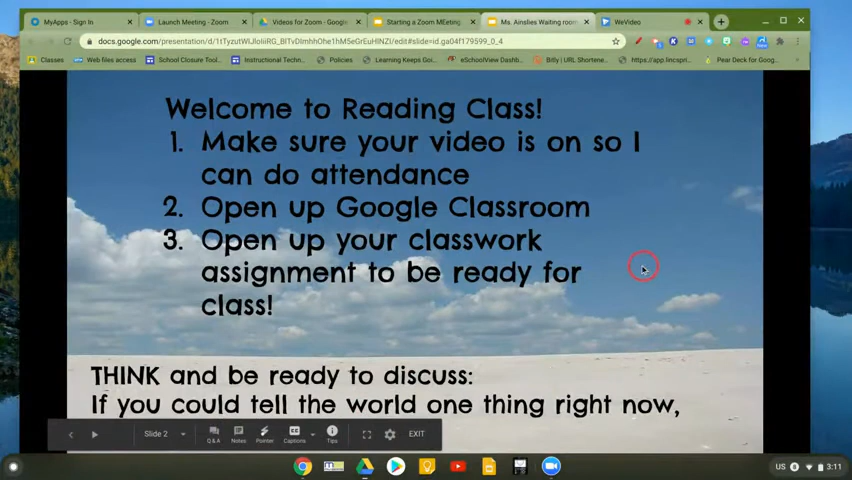 MyApps - Sign In
Launch Meeting - Zoom
Videos for Zoom - Google
Starting a Zoom MEeting
Ms. Ainslies Waiting room
WeVideo
docs.google.com/presentation/d/
Classes
Web files access
School Closure Tool...
Instructional Techn...
Policies
Learning Keeps Goi...
eSchoolView Dashb...
Bitly | URL Shortene...
https://app.lincspri...
Pear Deck for Goog...
Welcome to Reading Class!
1. Make sure your video is on so I
can do attendance
2. Open up Google Classroom
3. Open up your classwork
assignment to be ready for
class!
THINK and be ready to discuss:
If you could tell the world one thing right now,
Slide 2
Q & A
Notes
Pointer
Captions
Tips
EXIT
US
3:11